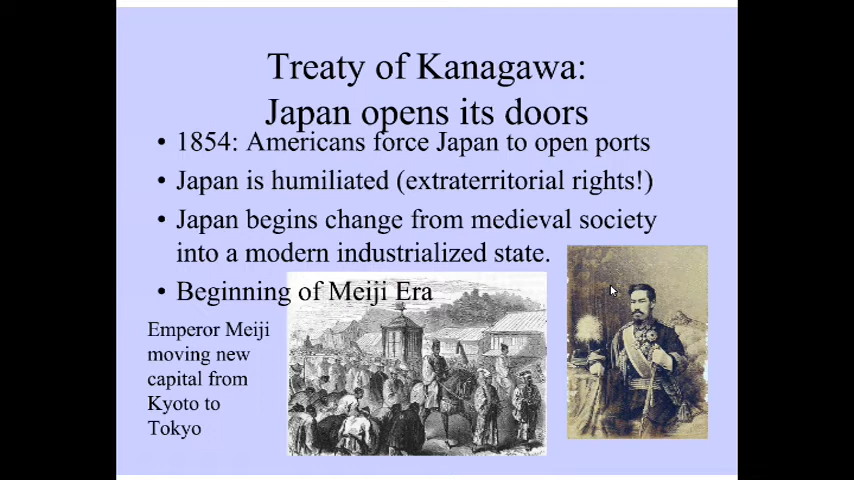 Treaty of Kanagawa:
Japan opens its doors
• 1854: Americans force Japan to open ports
• Japan is humiliated (extraterritorial rights!)
• Japan begins change from medieval society
into a modern industrialized state.
• Beginning of Meiji Era
Emperor Meiji
moving new
capital from
Kyoto to
Tokyo